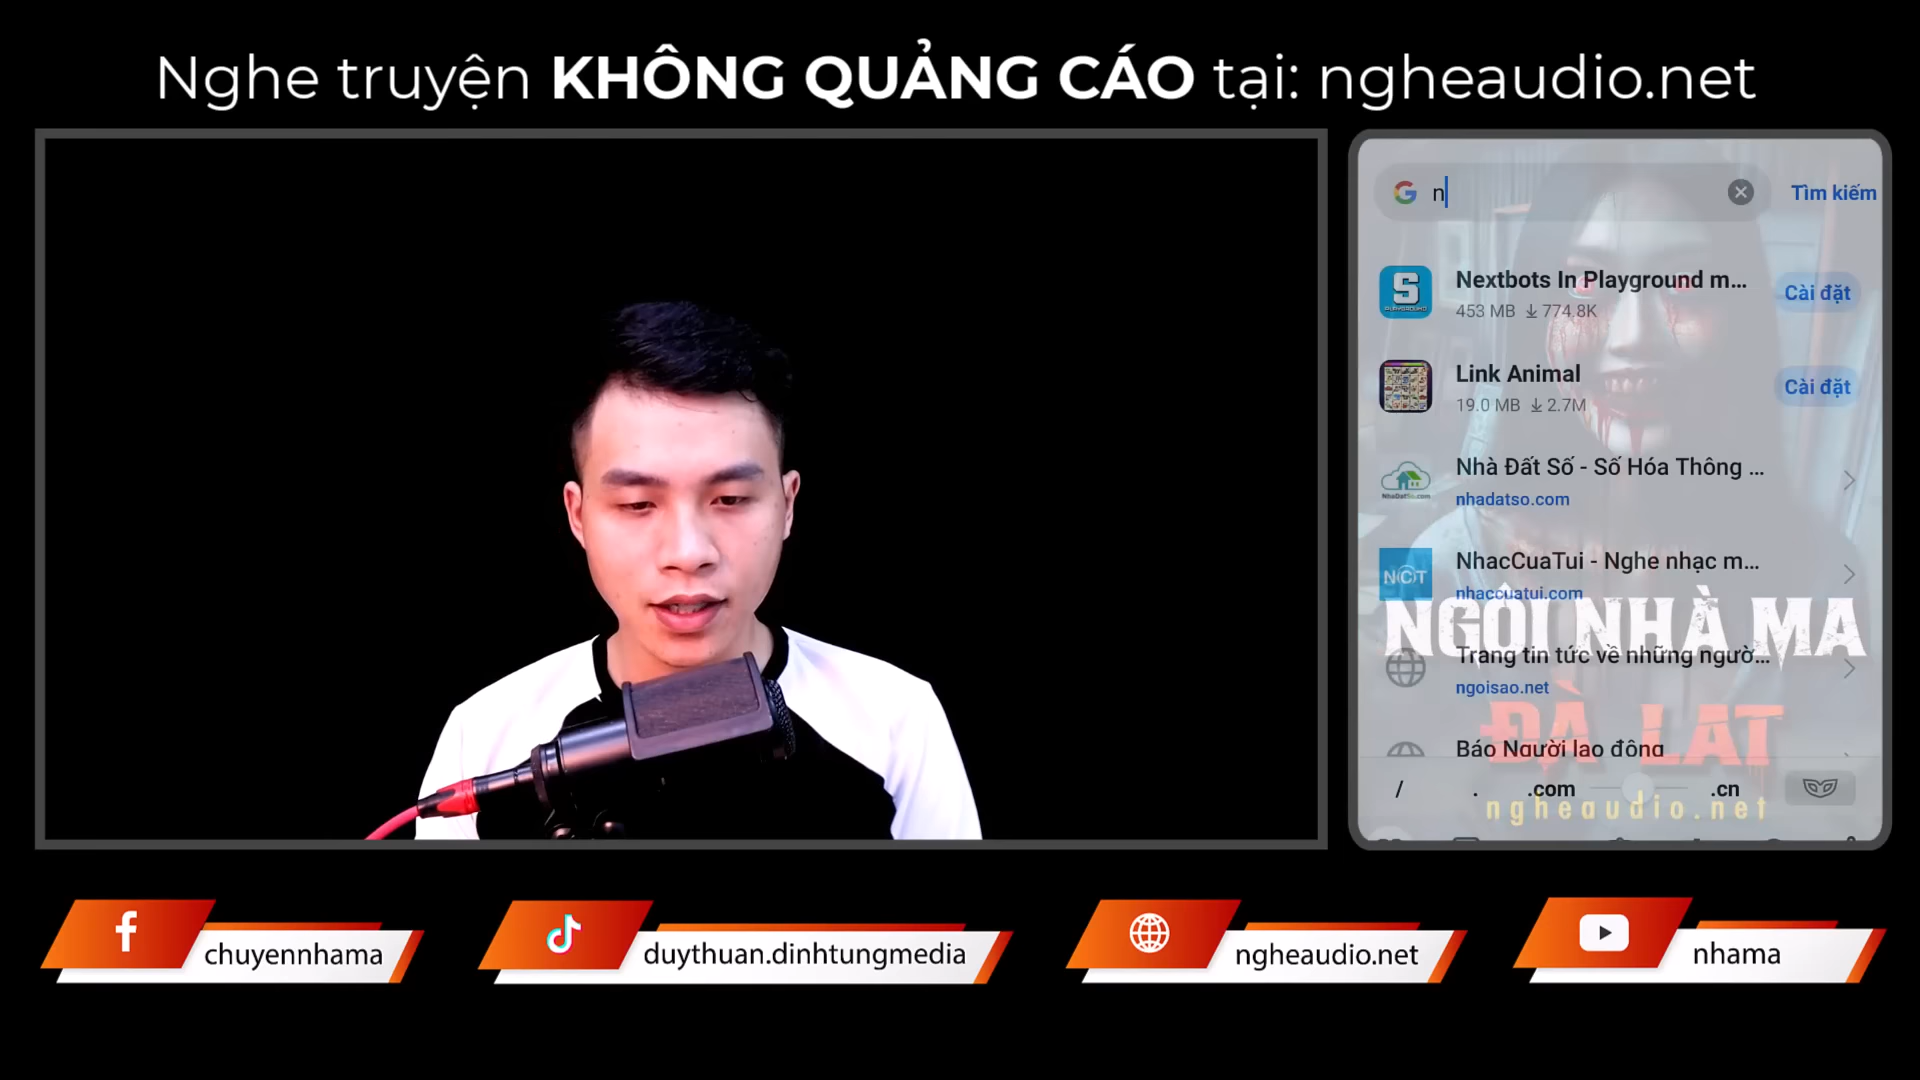 Nghe truyện KHÔNG QUẢNG CÁO tại: ngheaudio.net
n
Tìm kiếm
Nextbots In Playground m...
453 MB 774.8K
Cài đặt
S
PLAYGROUND
Link Animal
19.0 MB 2.7M
Cài đặt
Nhà Đất Số - Số Hóa Thông ...
nhadatso.com
NhaDatSo.com
NhacCuaTui - Nghe nhạc m...
nhaccuatui.com
NCT
NGÔI NHÀ MA
Trang tin tức về những ngườ...
ngoisao.net
ĐÀ LẠT
Báo Người lao động
/ . .com .cn
ngheaudio.net
chuyennhama
duythuan.dinhtungmedia
ngheaudio.net
nhama